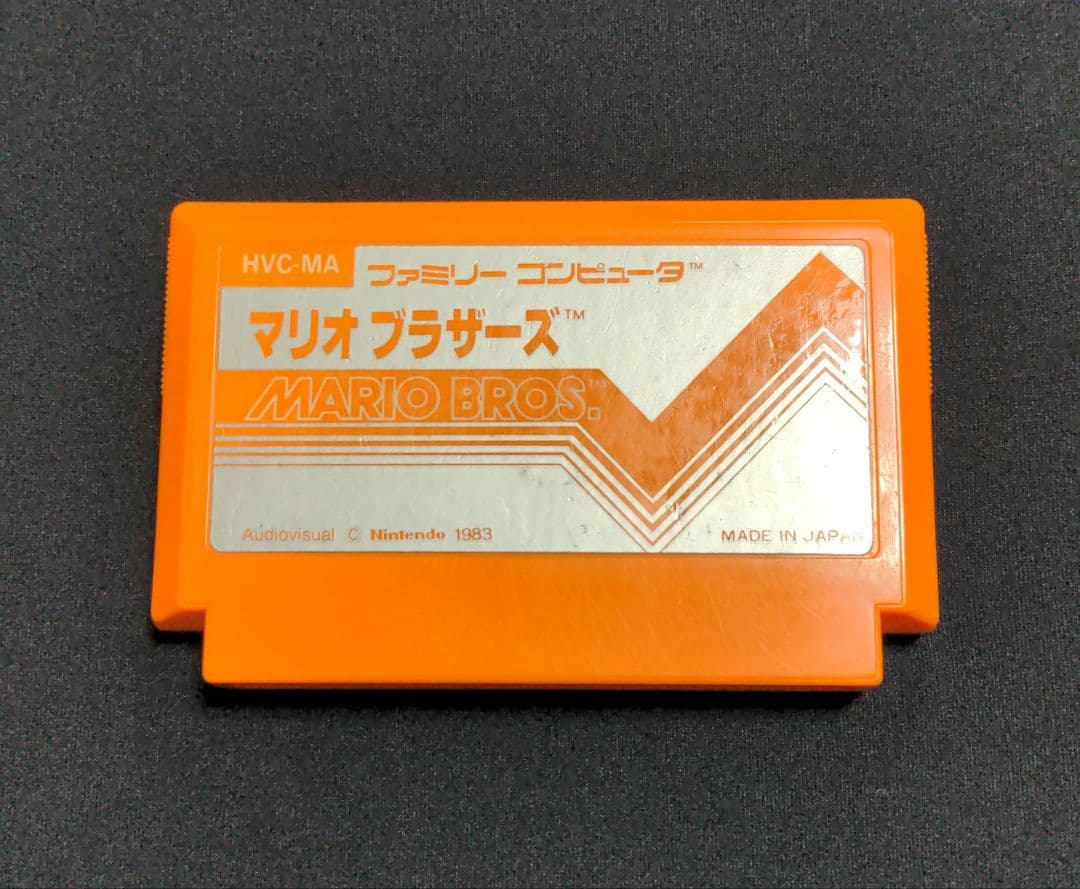 HVC-MA
ファミリー コンピュータ™
マリオ ブラザーズ™
MARIO BROS.™
Audiovisual © Nintendo 1983
MADE IN JAPAN